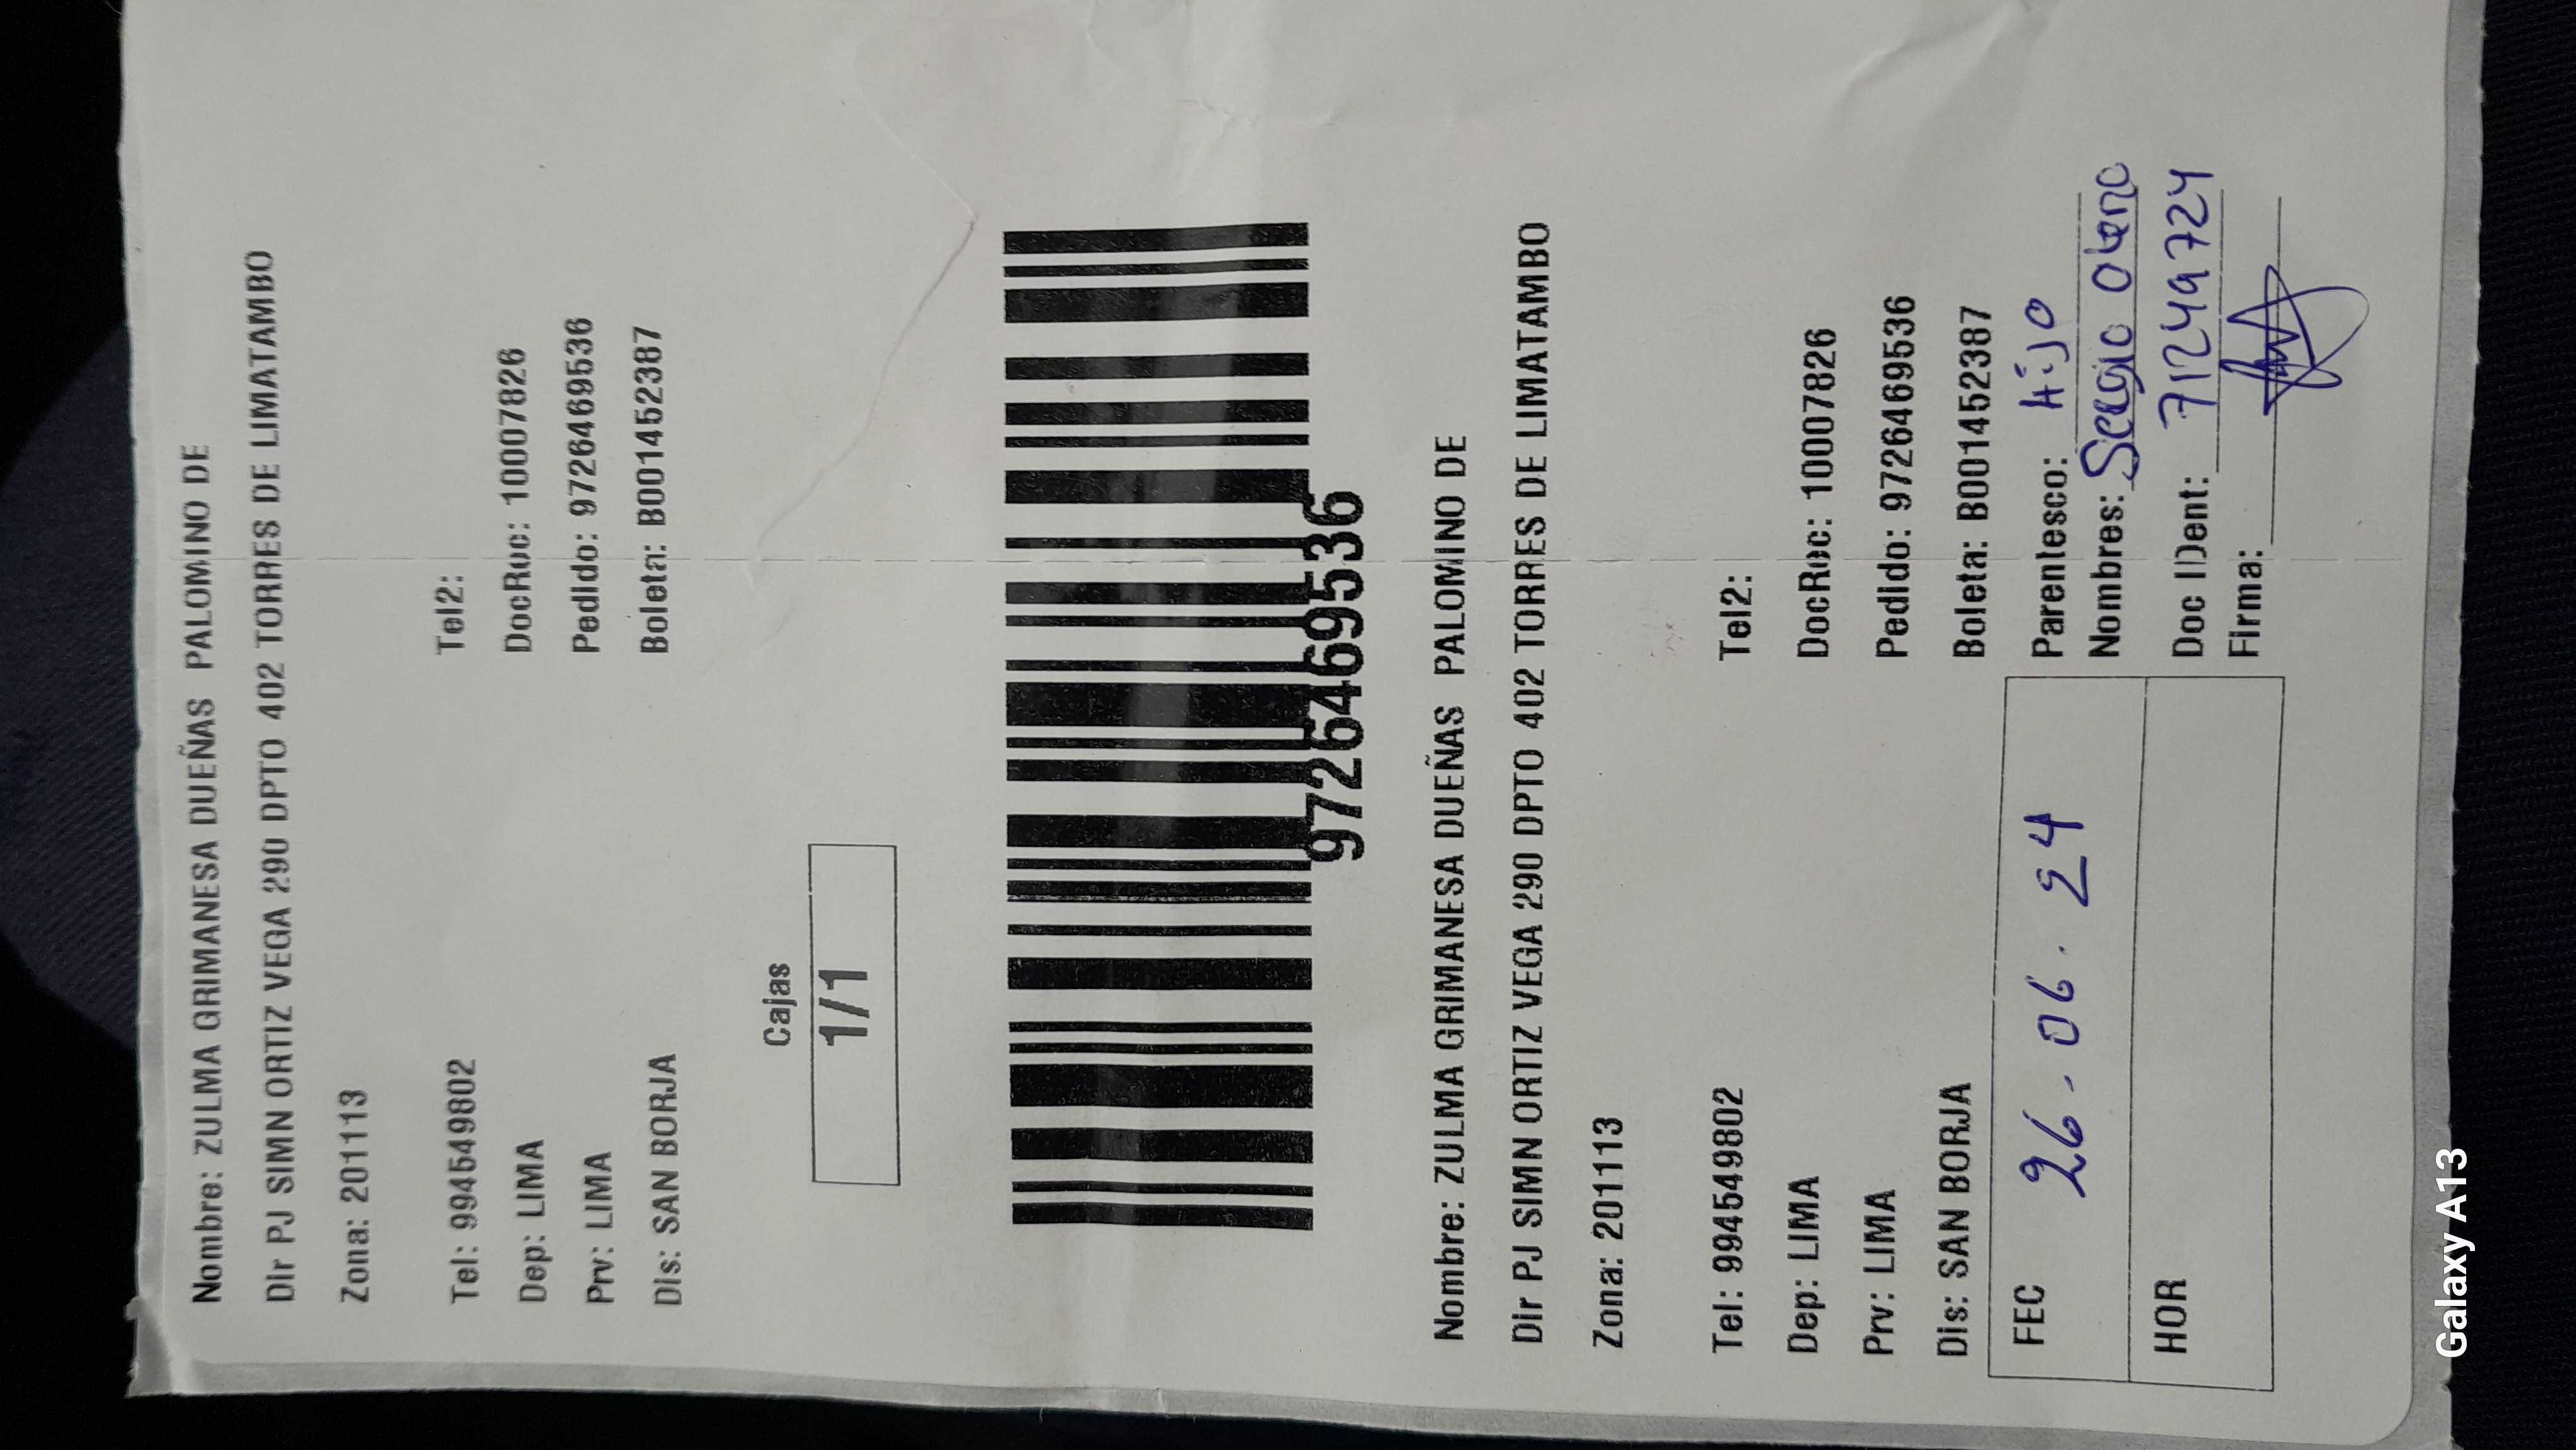 Nombre: ZULMA GRIMANESA DUEÑAS PALOMINO DE
Dir PJ SIMN ORTIZ VEGA 290 DPTO 402 TORRES DE LIMATAMBO
Zona: 201113
Tel: 994549802 Tel2:
Dep: LIMA DocRuc: 10007826
Prv: LIMA Pedido: 9726469536
Dis: SAN BORJA Boleta: B001452387
Cajas
1/1
9726469536
Nombre: ZULMA GRIMANESA DUEÑAS PALOMINO DE
Dir PJ SIMN ORTIZ VEGA 290 DPTO 402 TORRES DE LIMATAMBO
Zona: 201113
Tel: 994549802 Tel2:
Dep: LIMA DocRuc: 10007826
Prv: LIMA Pedido: 9726469536
Dis: SAN BORJA Boleta: B001452387
FEC 26-06.24 Parentesco: Hijo
Nombres: Sergio
HOR Doc IDent: 71249724
Firma:
Galaxy A13